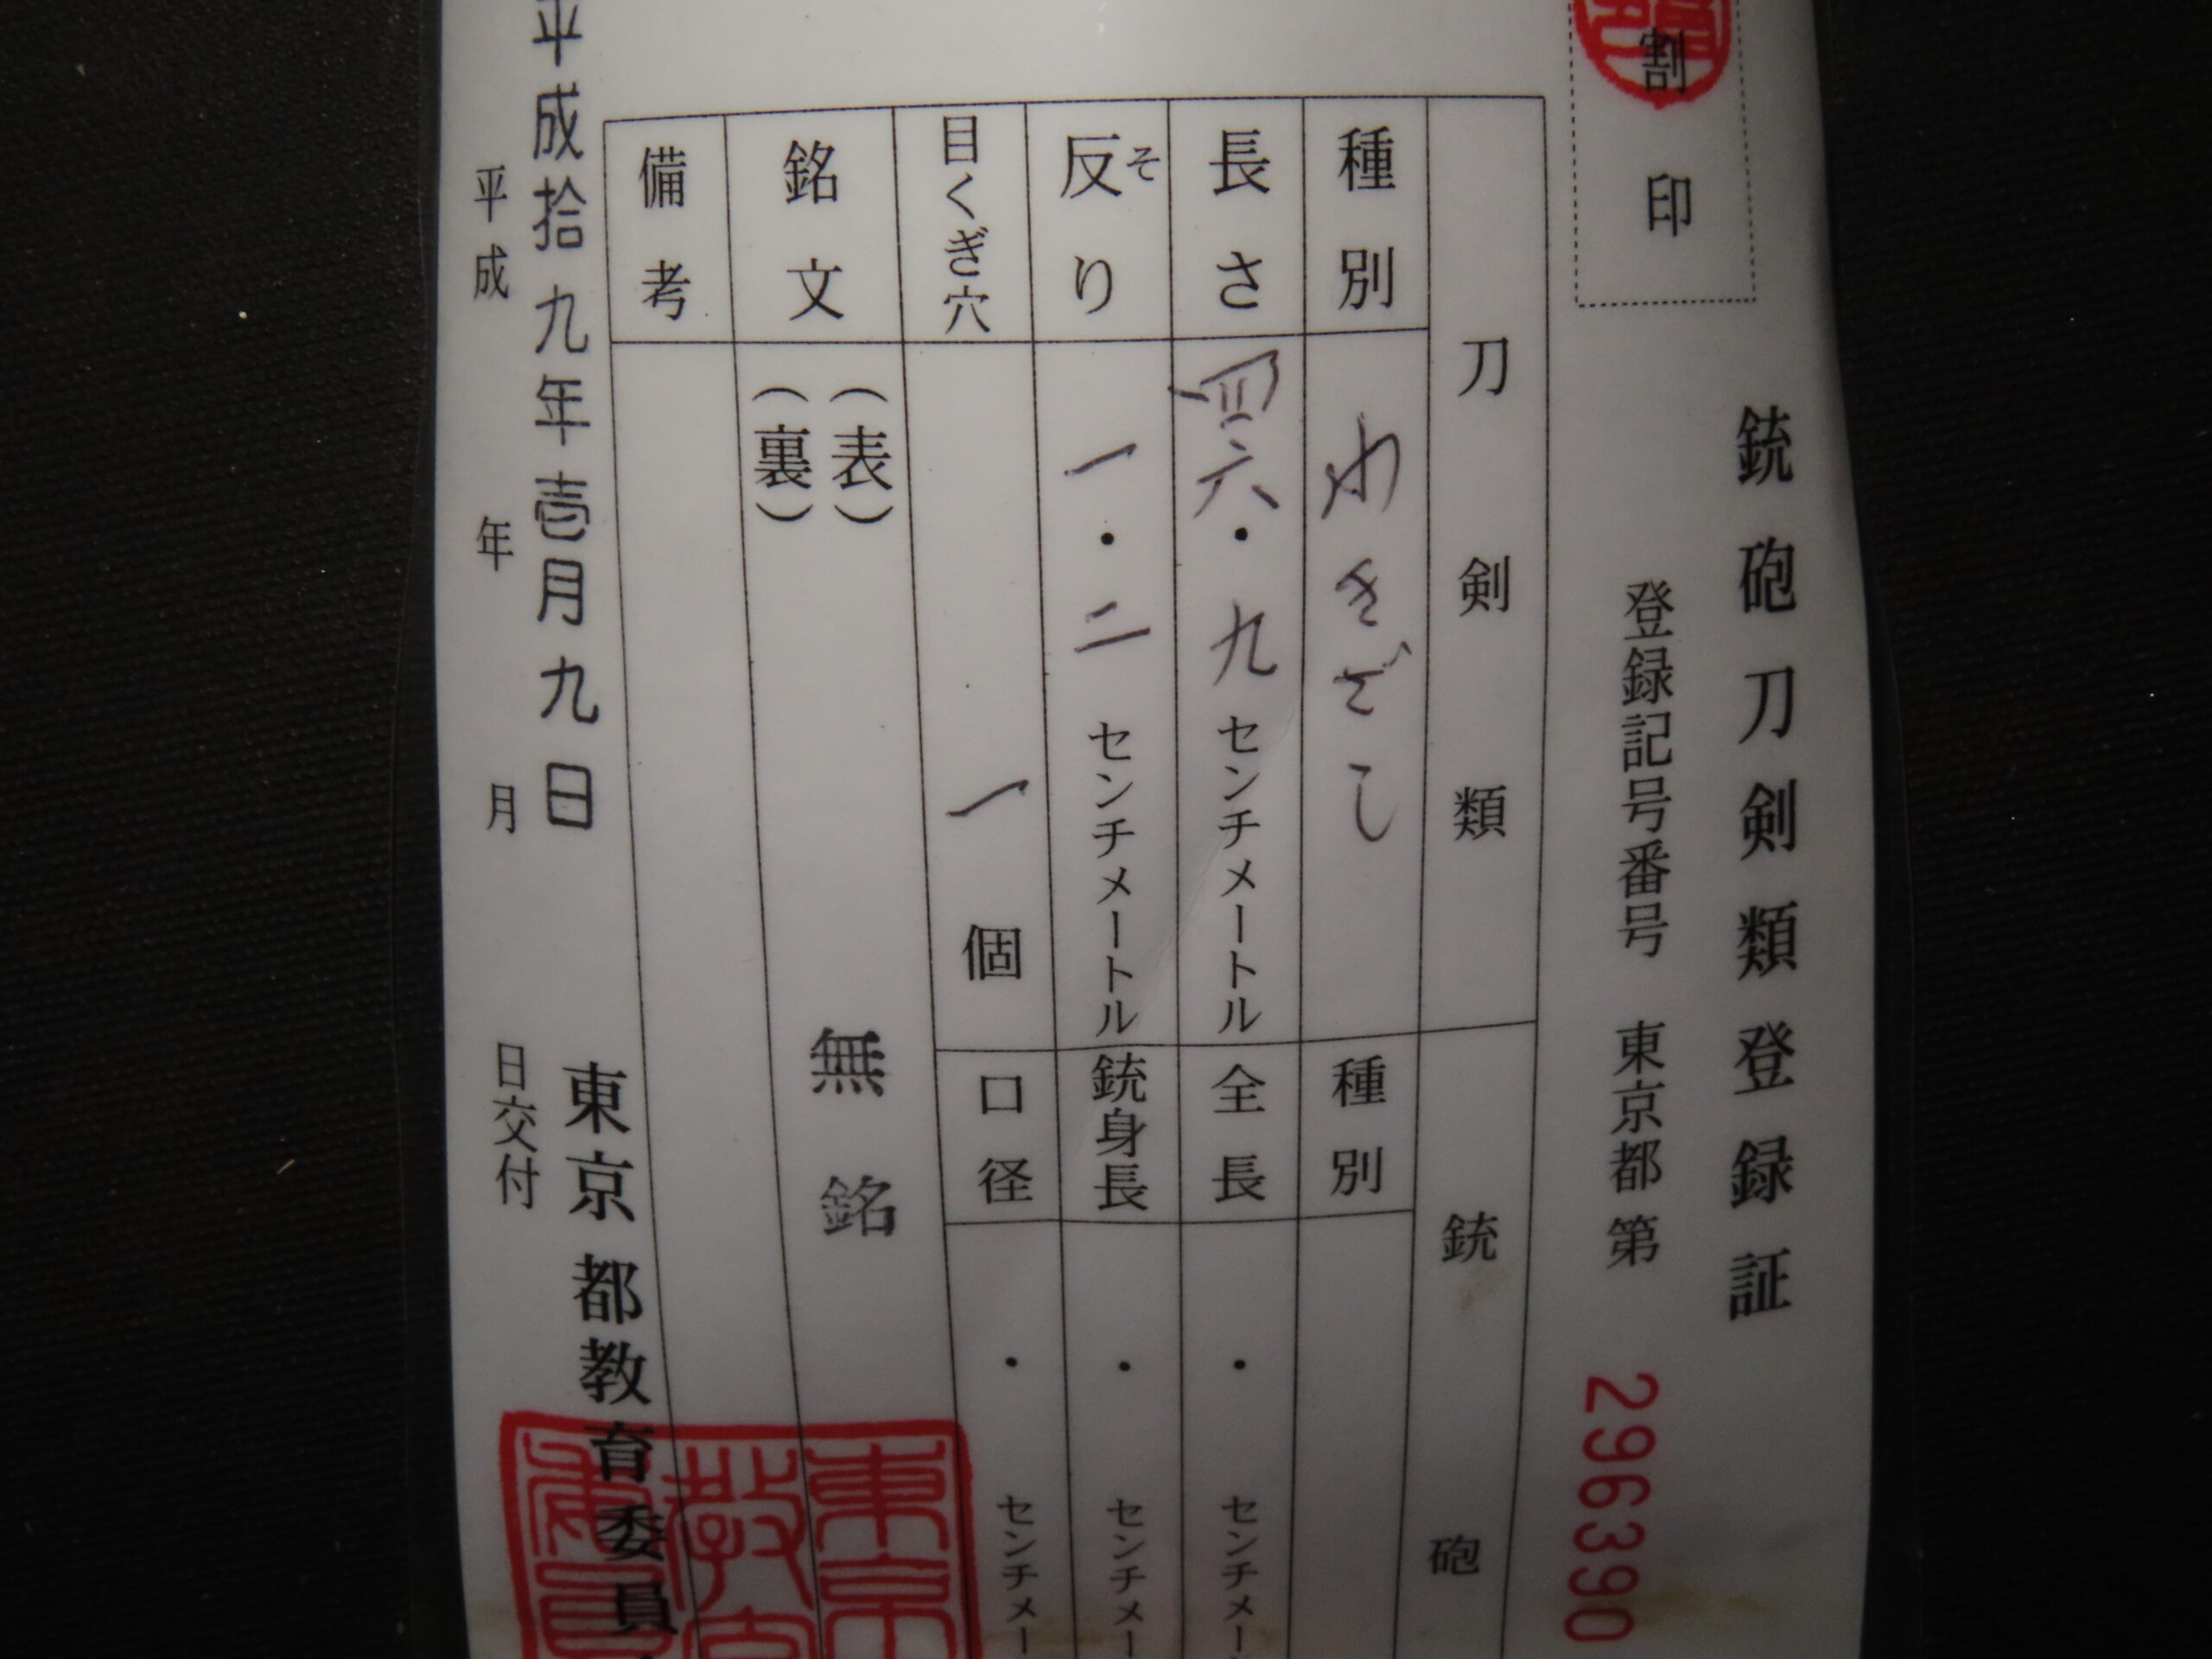 割印
銃砲刀剣類登録証
登録記号番号 東京都 第 296390
刀剣類
銃砲
種別 わきざし
種別
長さ 四六・九 センチメートル
全長 ・ センチメー
反り そ 一・二 センチメートル
銃身長 ・ センチメー
目くぎ穴 一 個
口径 ・ センチメー
銘文 (表) 無銘
(裏)
備考
平成拾九年壱月九日
東京都教育委員
平成 年 月 日交付